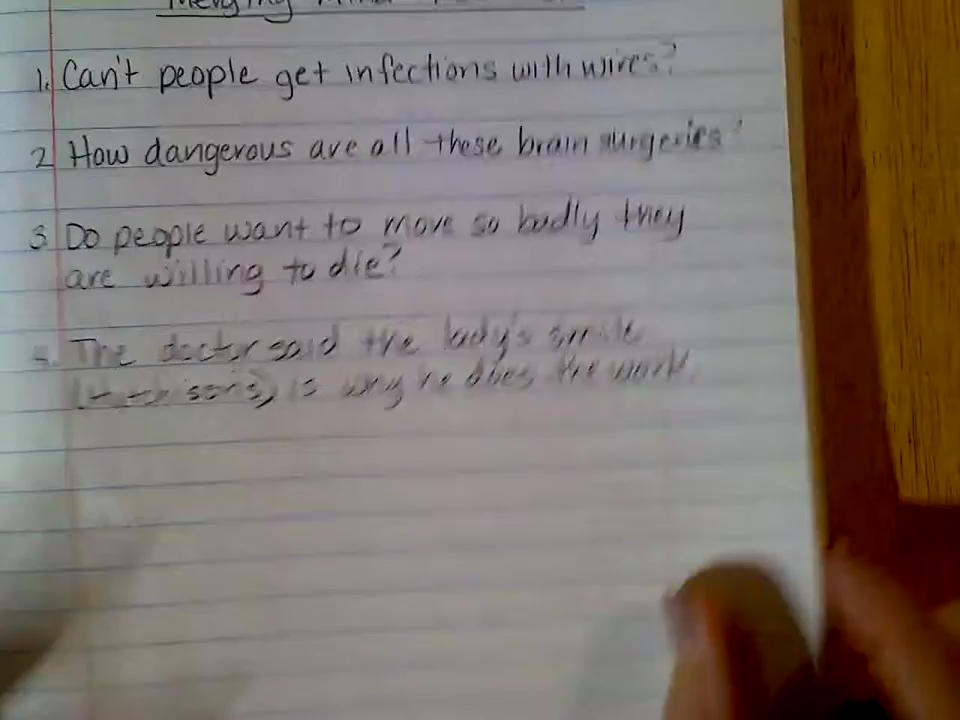 Merging Mind
1. Can't people get infections with wires?
2 How dangerous are all these brain surgeries?
3 Do people want to move so badly they
are willing to die?
4. The doctor said the lady's smile
is why he does the work.